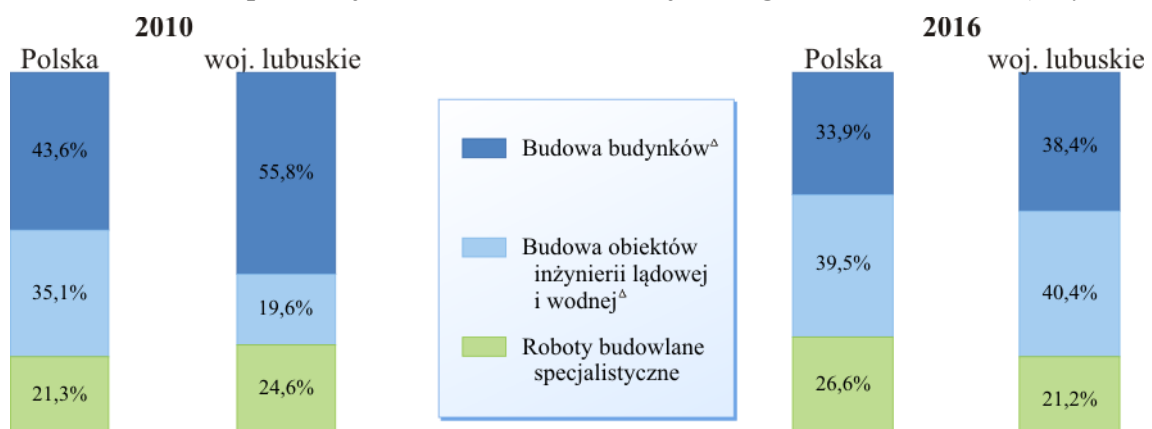 2010
Polska
woj. lubuskie
43,6%
35,1%
21,3%
55,8%
19,6%
24,6%
Budowa budynków△
Budowa obiektów
inżynierii lądowej
i wodnej△
Roboty budowlane
specjalistyczne
2016
Polska
woj. lubuskie
33,9%
39,5%
26,6%
38,4%
40,4%
21,2%